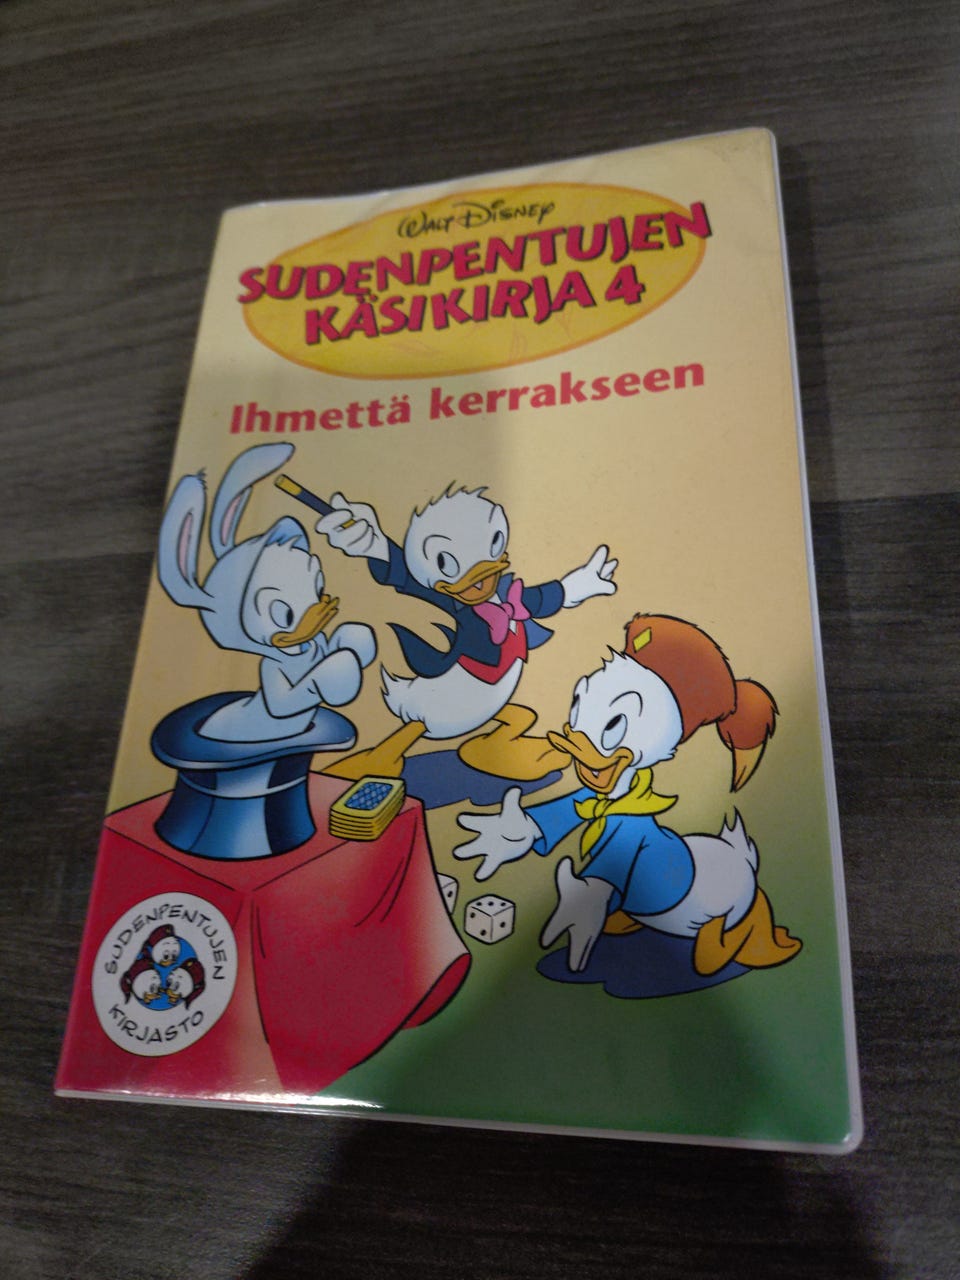 WALT DISNEY
SUDENPENTUJEN
KÄSIKIRJA 4
Ihmettä kerrakseen
SUDENPENTUJEN
KIRJASTO